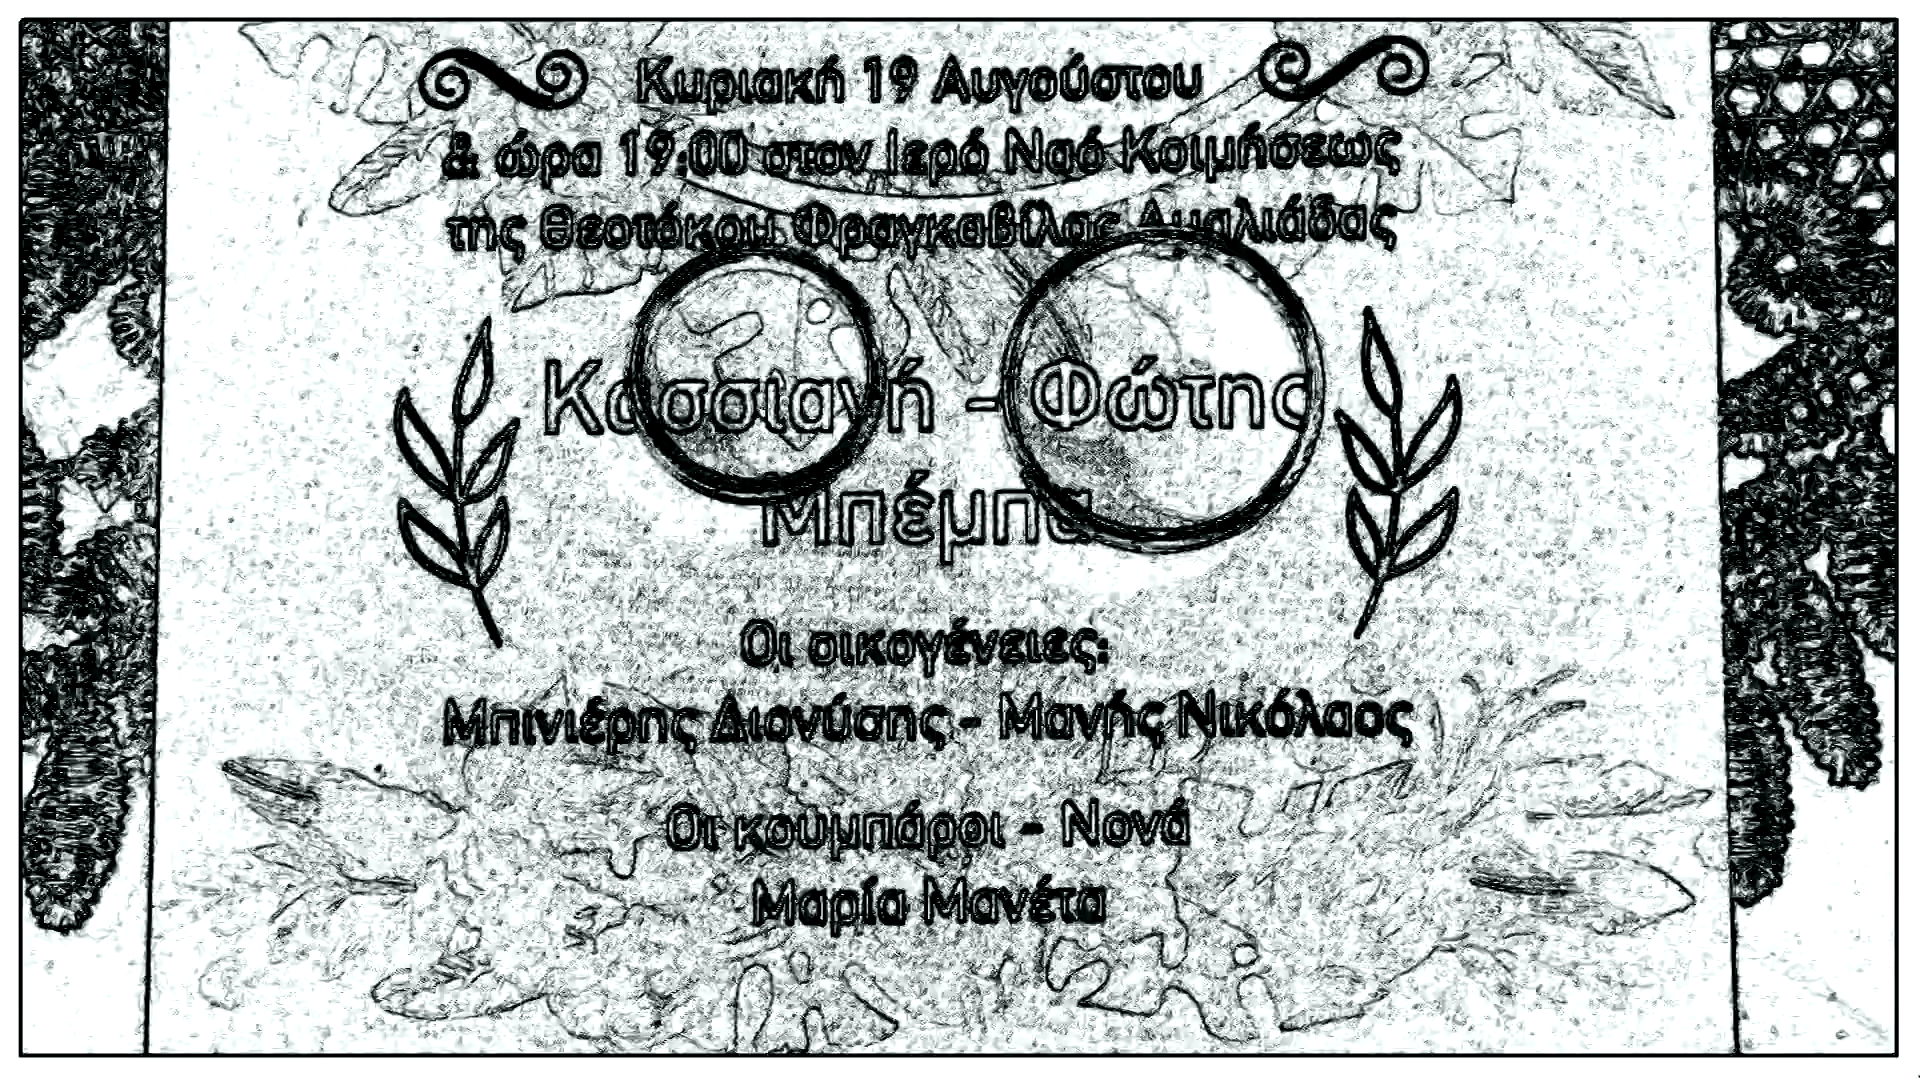 Κυριακή 19 Αυγούστου
& ώρα 19:00 στον Ιερό Ναό Κοιμήσεως
της Θεοτόκου Φραγκαβίλας Αμαλιάδας
Κασσιανή - Φώτης
Μπέμπα
Οι οικογένειες:
Μπινιέρης Διονύσης - Μανής Νικόλαος
Οι κουμπάροι - Νονά
Μαρία Μανέτα